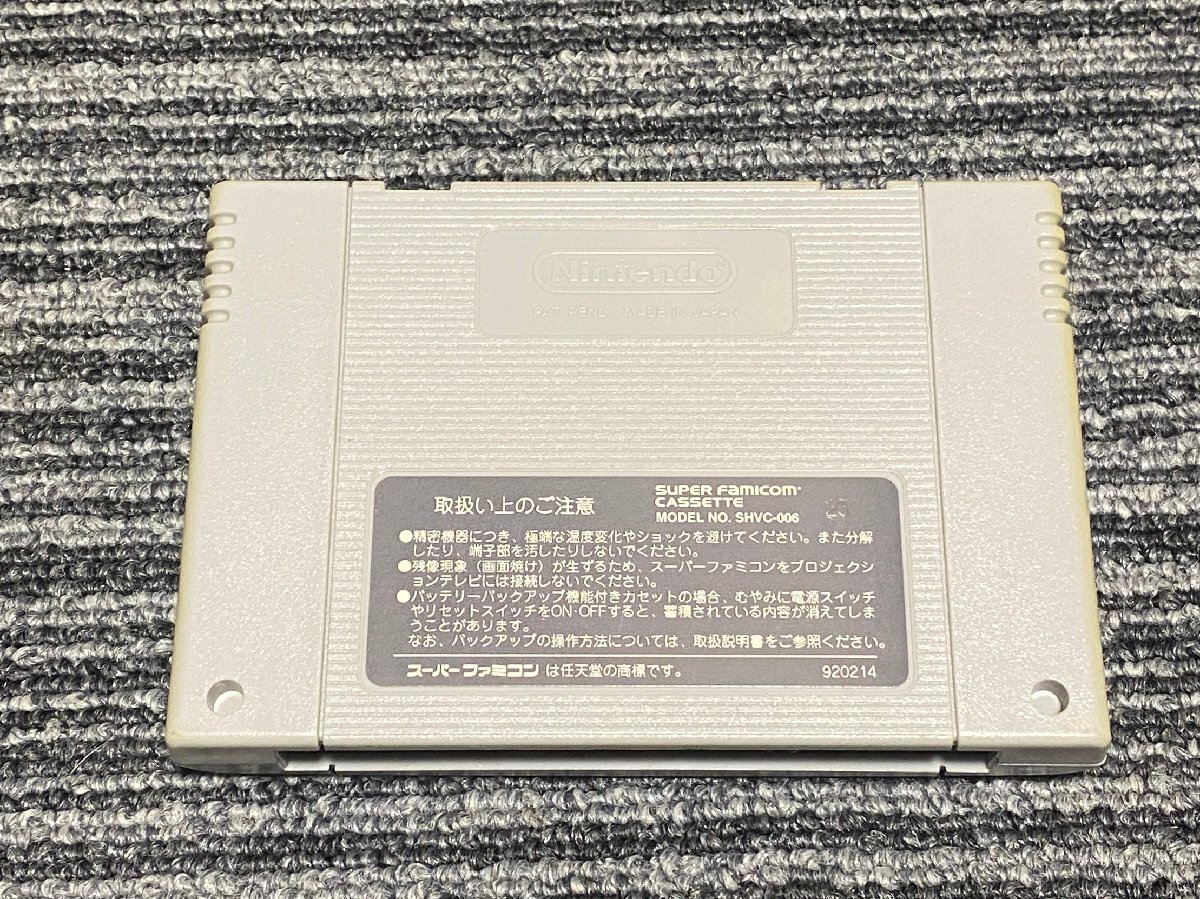 Nintendo
PAT. PEND. MADE IN JAPAN
取扱い上のご注意
SUPER FAMICOM
CASSETTE
MODEL NO. SHVC-006
●精密機器につき、極端な温度変化やショックを避けてください。また分解
したり、端子部を汚したりしないでください。
●残像現象（画面焼け）が生ずるため、スーパーファミコンをプロジェクシ
ョンテレビには接続しないでください。
●バッテリーバックアップ機能付きカセットの場合、むやみに電源スイッチ
やリセットスイッチをON・OFFすると、蓄積されている内容が消えてしま
うことがあります。
なお、バックアップの操作方法については、取扱説明書をご参照ください。
スーパーファミコンは任天堂の商標です。
920214